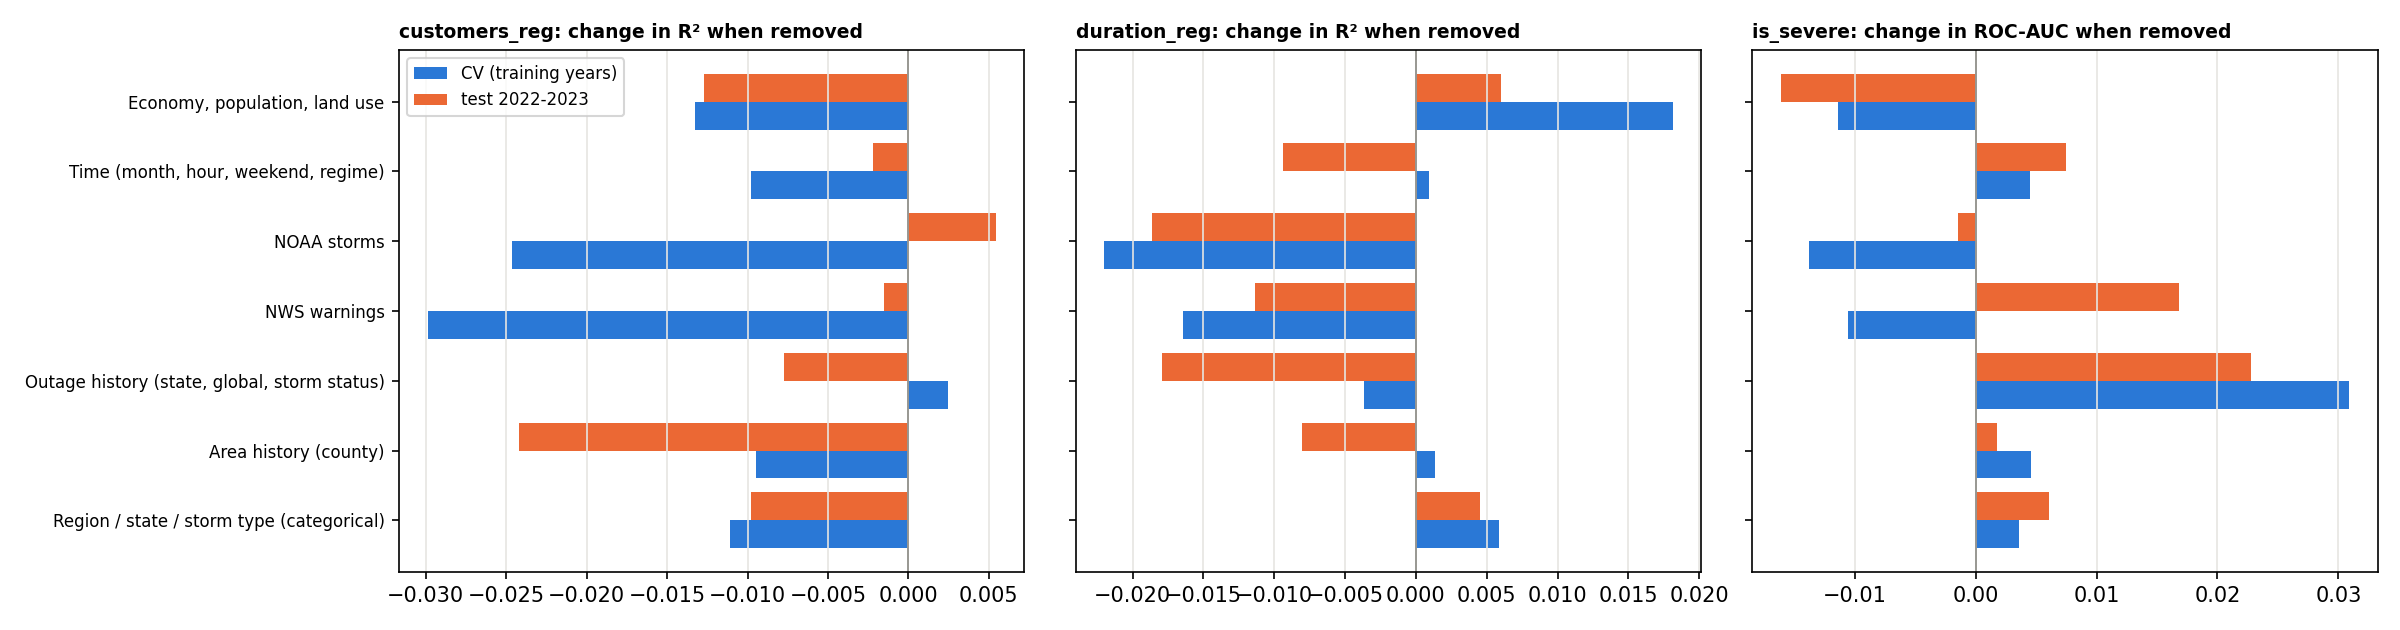 customers_reg: change in R² when removed
duration_reg: change in R² when removed
is_severe: change in ROC-AUC when removed
CV (training years)
test 2022-2023
Economy, population, land use
Time (month, hour, weekend, regime)
NOAA storms
NWS warnings
Outage history (state, global, storm status)
Area history (county)
Region / state / storm type (categorical)
−0.030 −0.025 −0.020 −0.015 −0.010 −0.005 0.000 0.005
−0.020 −0.015 −0.010 −0.005 0.000 0.005 0.010 0.015 0.020
−0.01 0.00 0.01 0.02 0.03